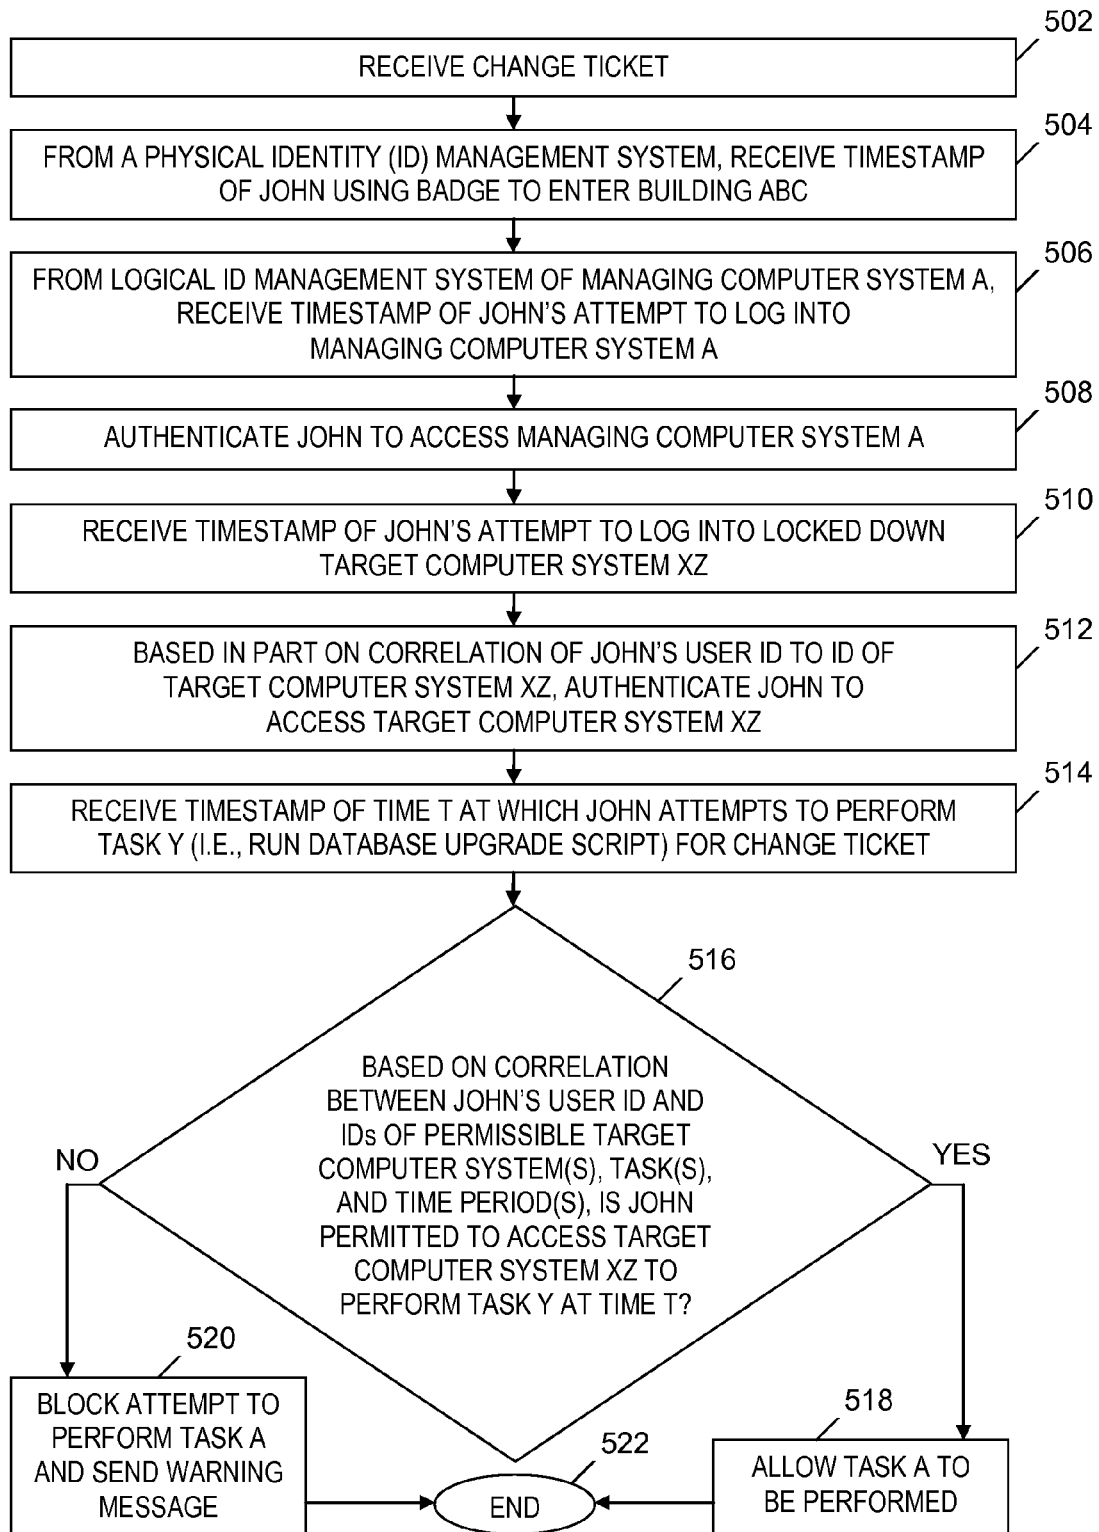 502
RECEIVE CHANGE TICKET
504
FROM A PHYSICAL IDENTITY (ID) MANAGEMENT SYSTEM, RECEIVE TIMESTAMP
OF JOHN USING BADGE TO ENTER BUILDING ABC
506
FROM LOGICAL ID MANAGEMENT SYSTEM OF MANAGING COMPUTER SYSTEM A,
RECEIVE TIMESTAMP OF JOHN'S ATTEMPT TO LOG INTO
MANAGING COMPUTER SYSTEM A
508
AUTHENTICATE JOHN TO ACCESS MANAGING COMPUTER SYSTEM A
510
RECEIVE TIMESTAMP OF JOHN'S ATTEMPT TO LOG INTO LOCKED DOWN
TARGET COMPUTER SYSTEM XZ
512
BASED IN PART ON CORRELATION OF JOHN'S USER ID TO ID OF
TARGET COMPUTER SYSTEM XZ, AUTHENTICATE JOHN TO
ACCESS TARGET COMPUTER SYSTEM XZ
514
RECEIVE TIMESTAMP OF TIME T AT WHICH JOHN ATTEMPTS TO PERFORM
TASK Y (I.E., RUN DATABASE UPGRADE SCRIPT) FOR CHANGE TICKET
516
BASED ON CORRELATION
BETWEEN JOHN'S USER ID AND
IDs OF PERMISSIBLE TARGET
COMPUTER SYSTEM(S), TASK(S),
AND TIME PERIOD(S), IS JOHN
PERMITTED TO ACCESS TARGET
COMPUTER SYSTEM XZ TO
PERFORM TASK Y AT TIME T?
NO
YES
520
BLOCK ATTEMPT TO
PERFORM TASK A
AND SEND WARNING
MESSAGE
522
END
518
ALLOW TASK A TO
BE PERFORMED